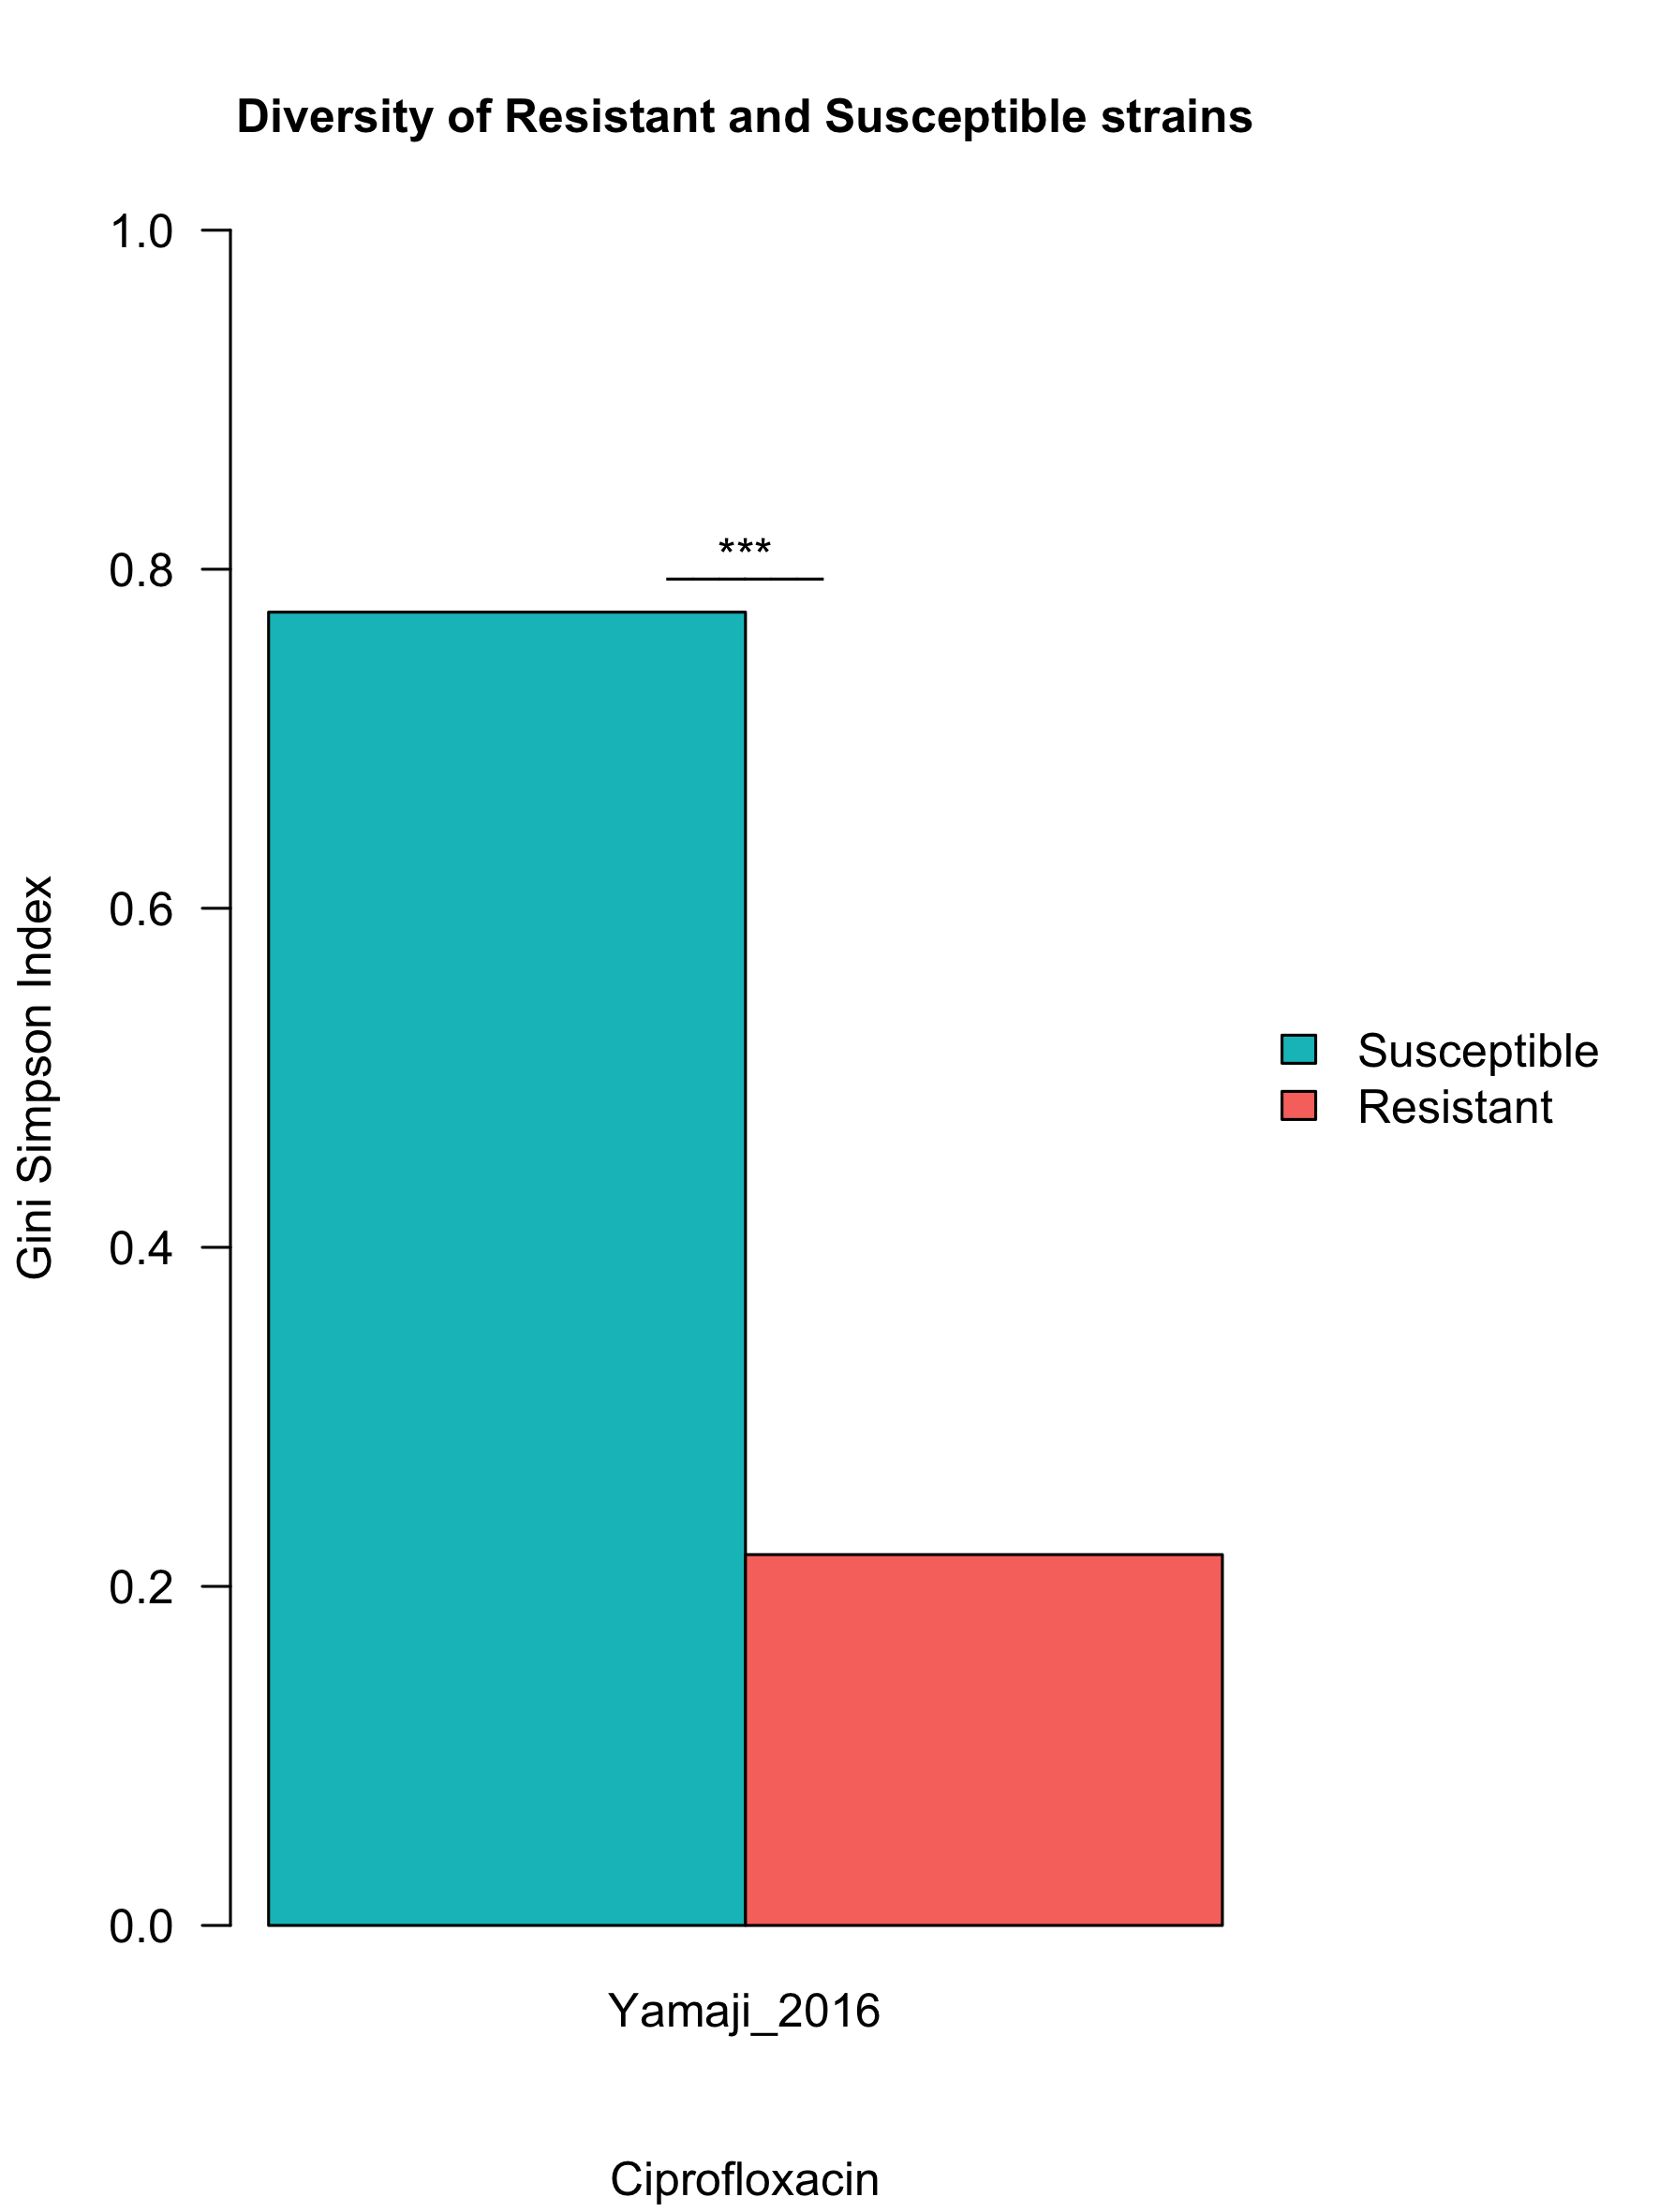 Diversity of Resistant and Susceptible strains
1.0
***
0.8
0.6
0.4
0.2
0.0
Gini Simpson Index
Susceptible
Resistant
Yamaji_2016
Ciprofloxacin